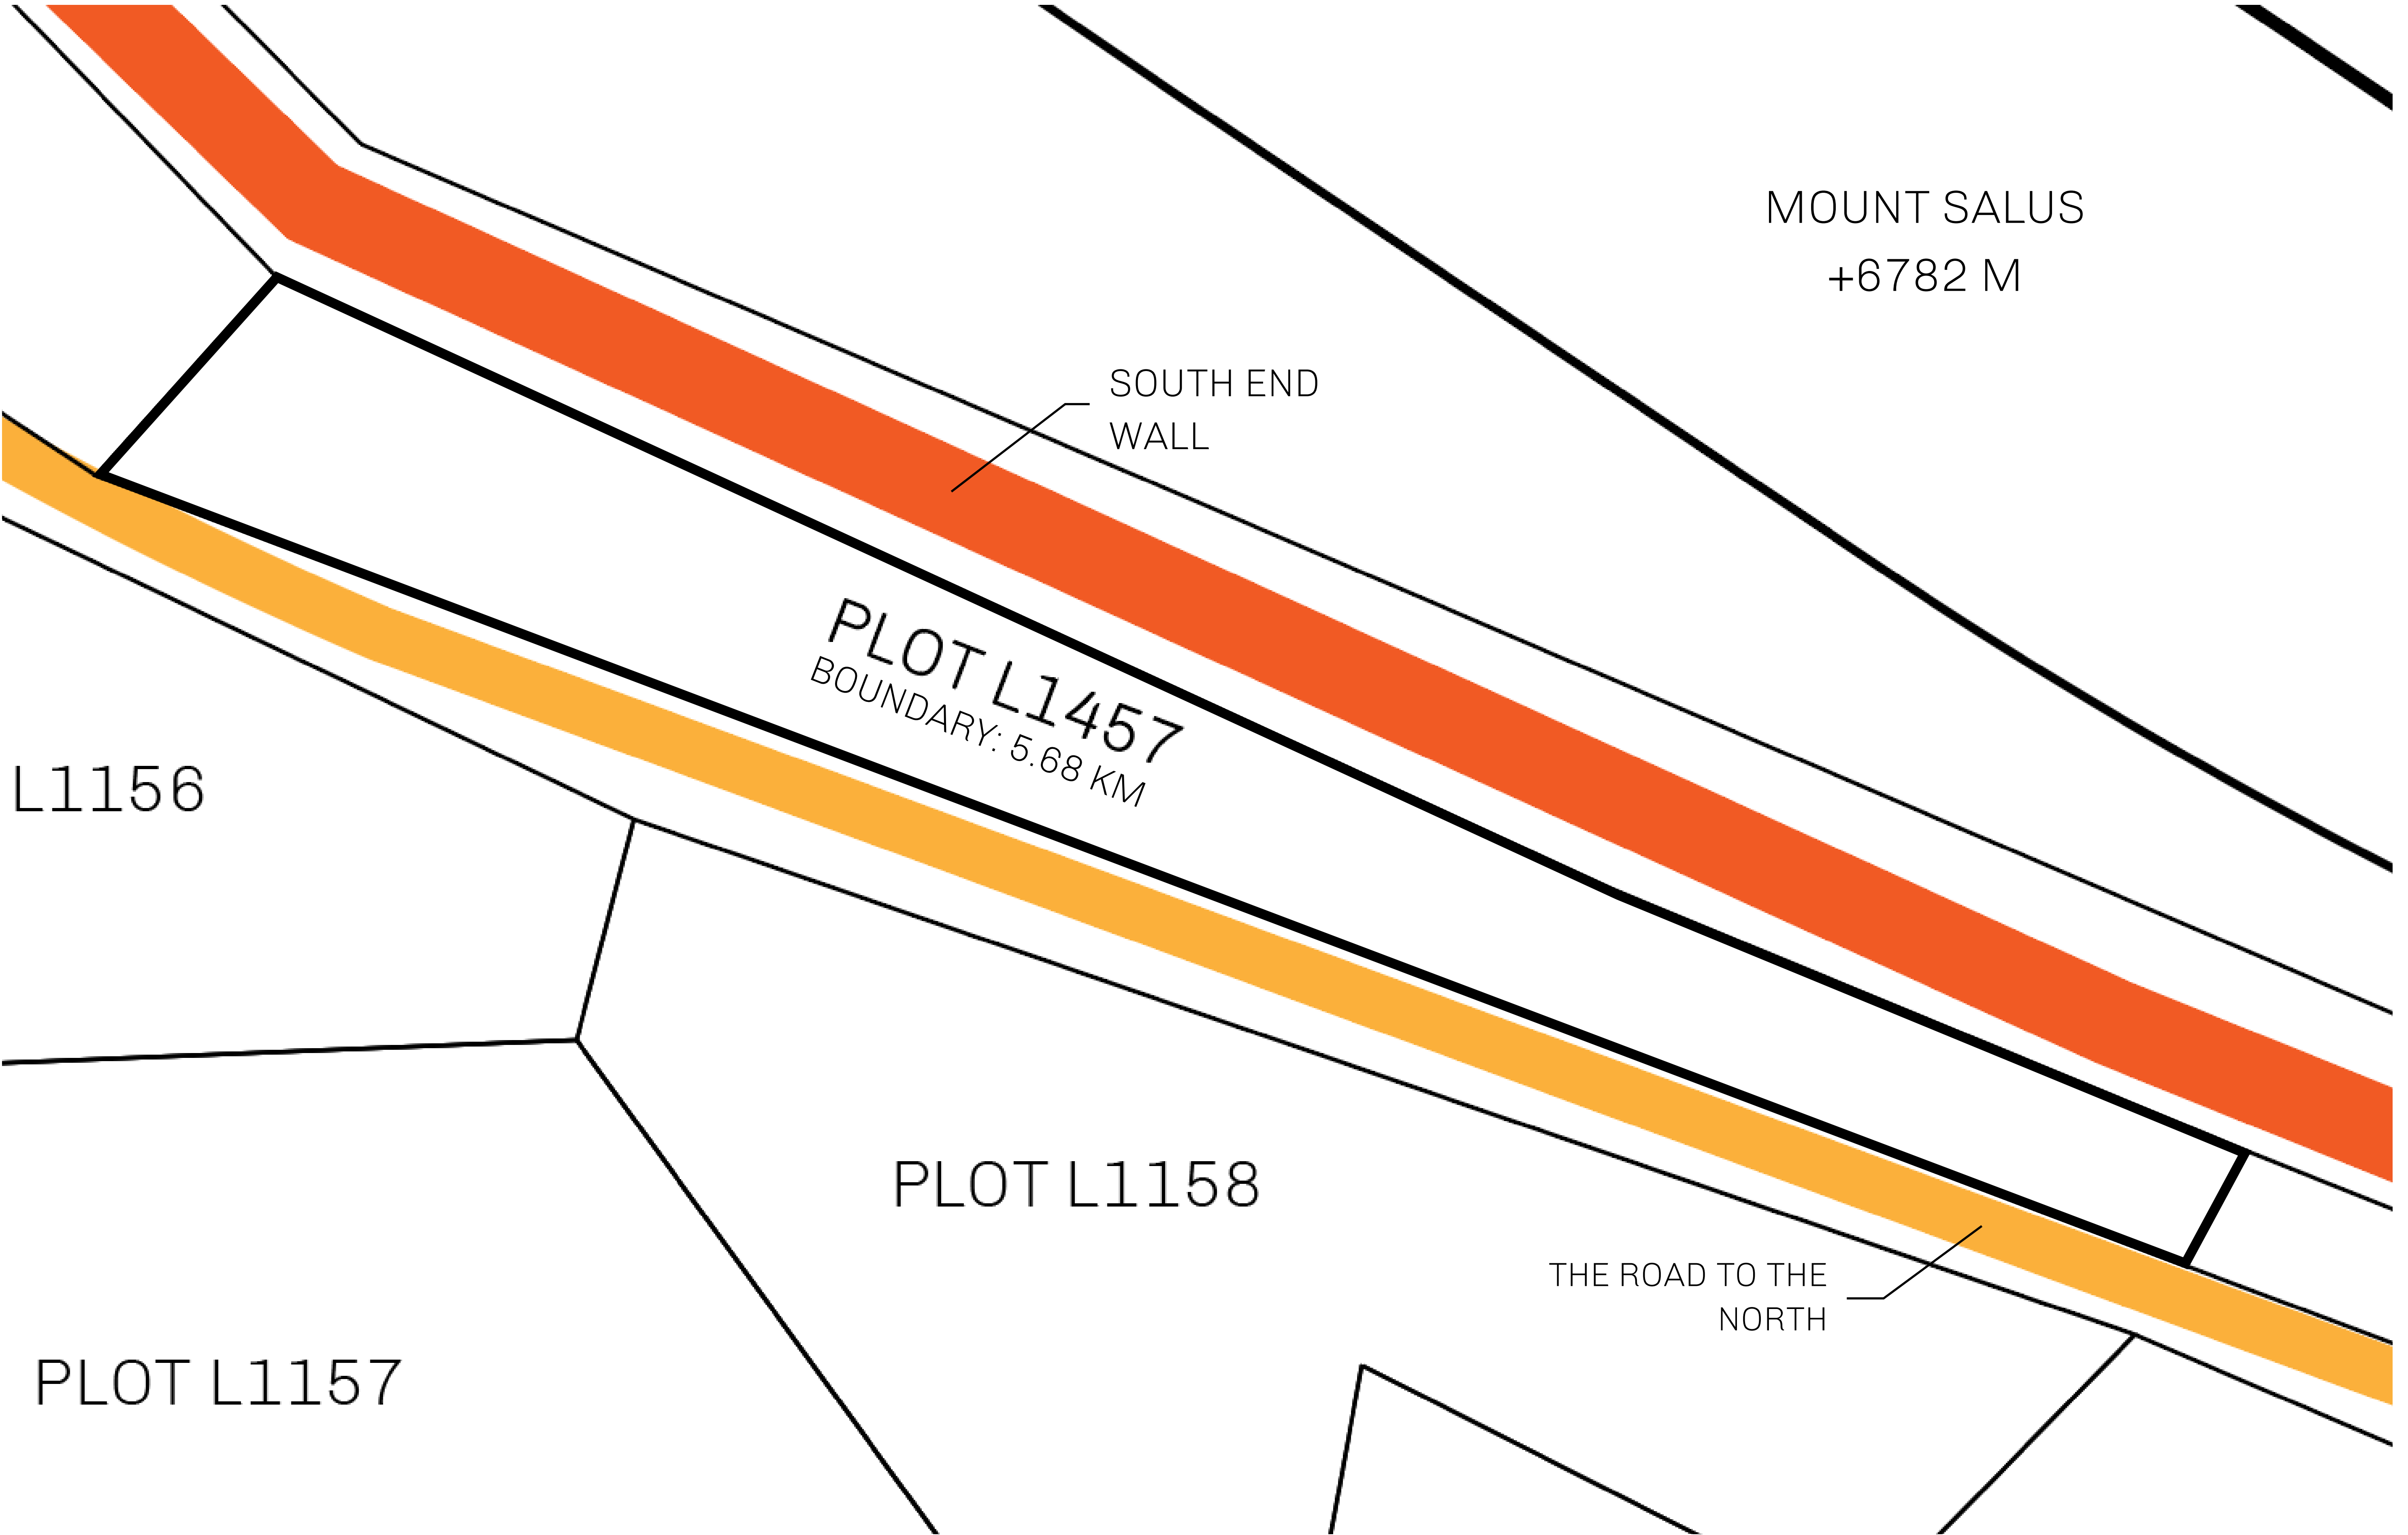 MOUNT SALUS
+6782 M
SOUTH END
WALL
PLOT L1457
BOUNDARY: 5.68 KM
L1156
PLOT L1158
THE ROAD TO THE
NORTH
PLOT L1157